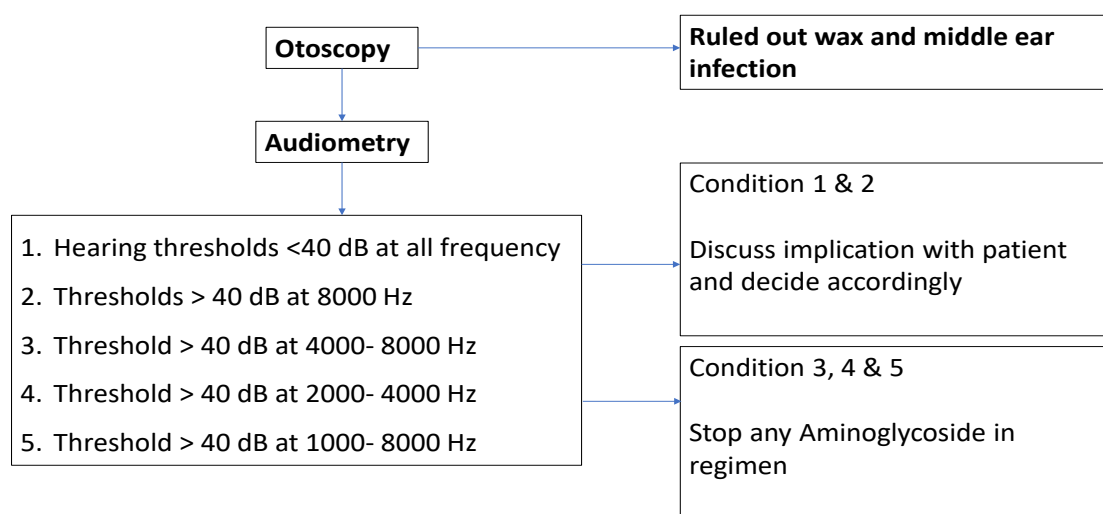 Otoscopy
Ruled out wax and middle ear
infection
Audiometry
1. Hearing thresholds <40 dB at all frequency
2. Thresholds > 40 dB at 8000 Hz
3. Threshold > 40 dB at 4000- 8000 Hz
4. Threshold > 40 dB at 2000- 4000 Hz
5. Threshold > 40 dB at 1000- 8000 Hz
Condition 1 & 2
Discuss implication with patient
and decide accordingly
Condition 3, 4 & 5
Stop any Aminoglycoside in
regimen